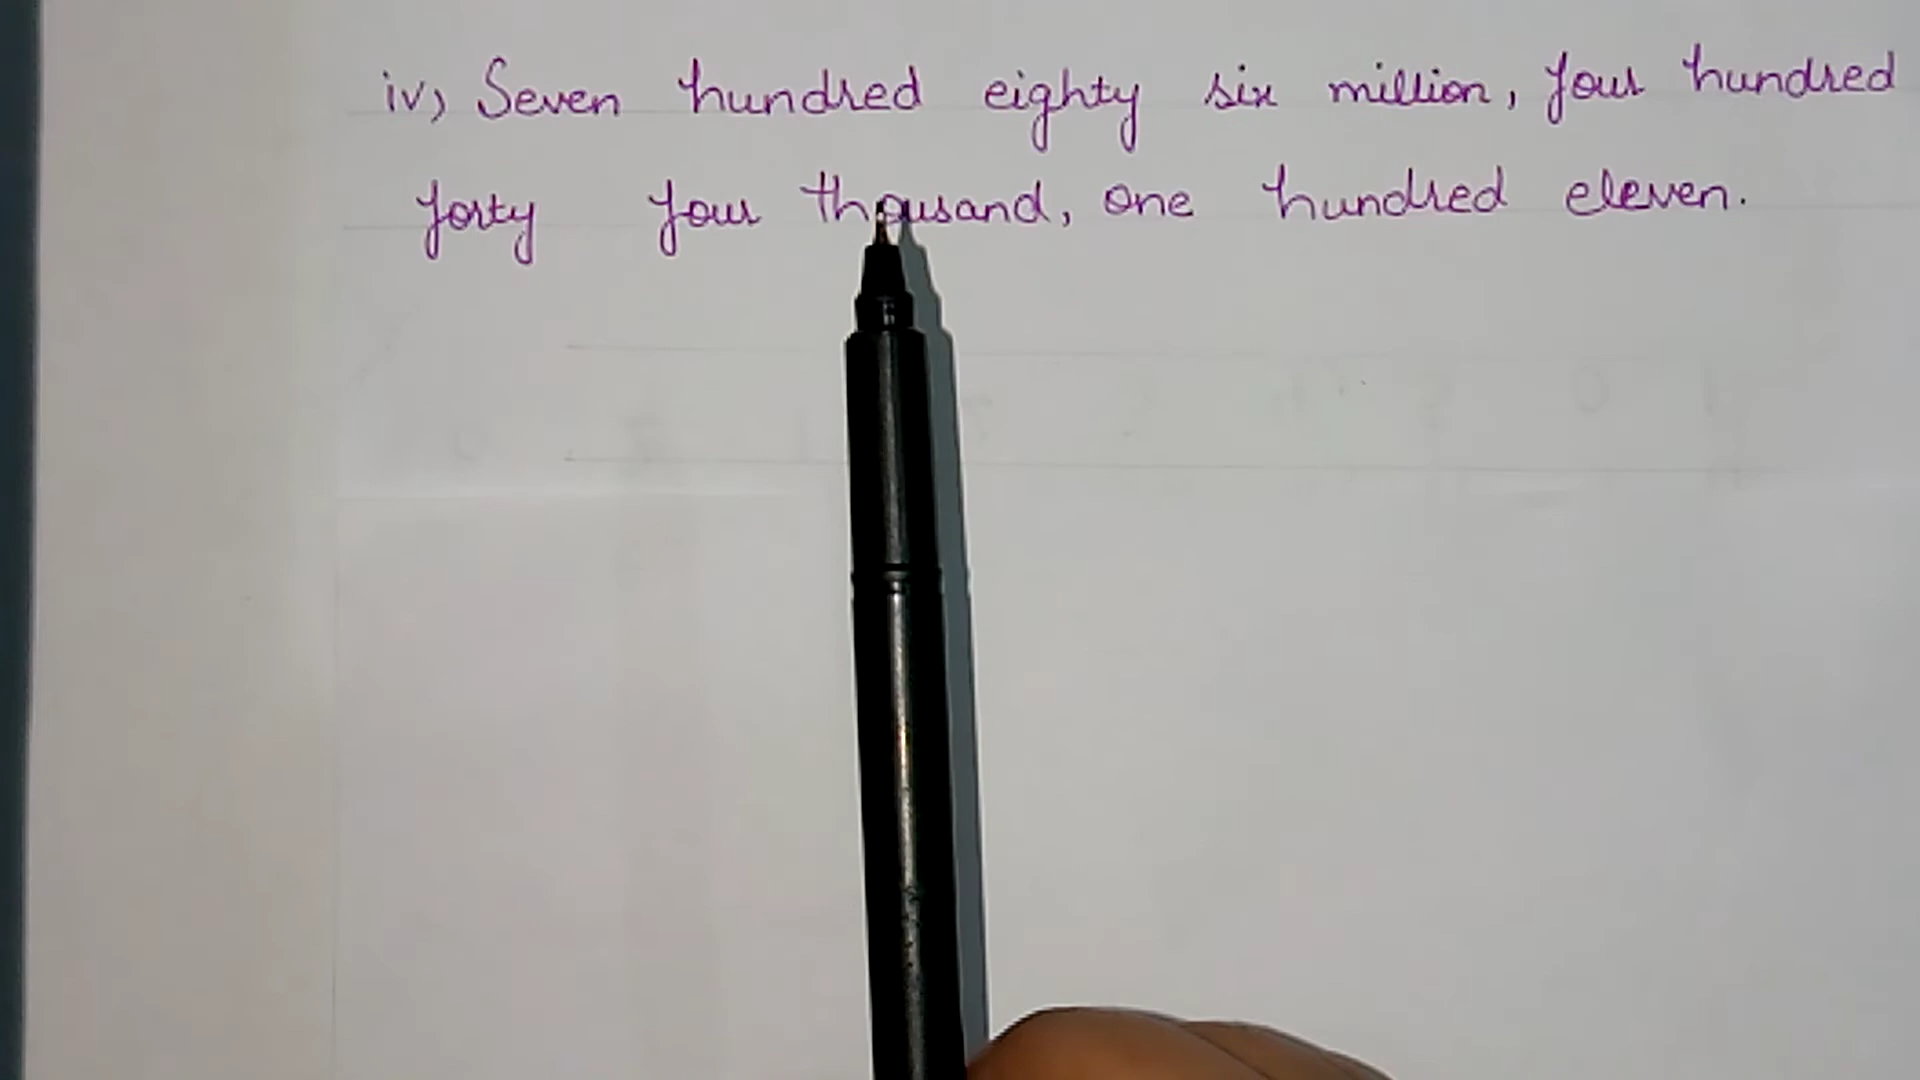 iv) Seven hundred eighty six million, four hundred
forty four thousand, one hundred eleven.